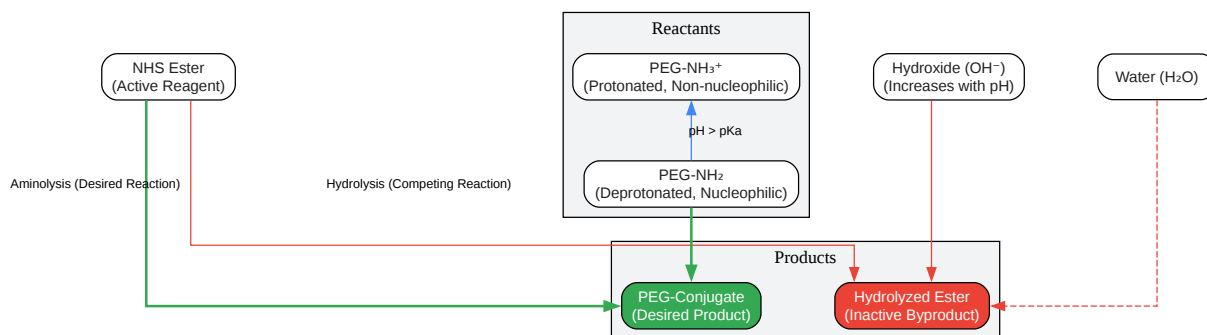 Reactants
NHS Ester
(Active Reagent)
PEG-NH₃⁺
(Protonated, Non-nucleophilic)
Hydroxide (OH⁻)
(Increases with pH)
Water (H₂O)
pH > pKa
Aminolysis (Desired Reaction)
Hydrolysis (Competing Reaction)
PEG-NH₂
(Deprotonated, Nucleophilic)
Products
PEG-Conjugate
(Desired Product)
Hydrolyzed Ester
(Inactive Byproduct)